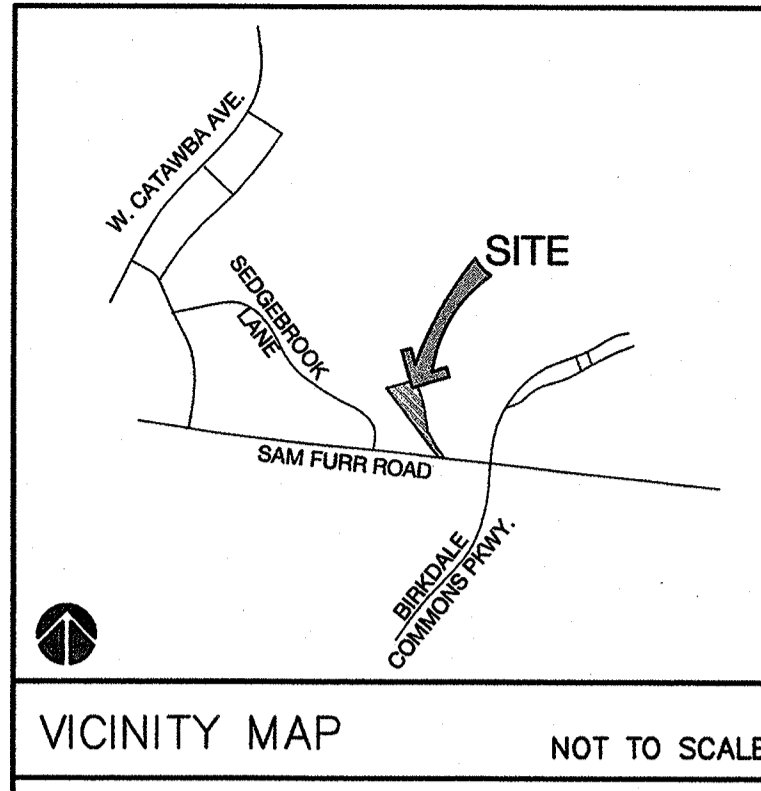 W. CATAWBA AVE.
SEDGEBROOK
LANE
SITE
SAM FURR ROAD
BIRKDALE
COMMONS PKWY.
VICINITY MAP
NOT TO SCALE